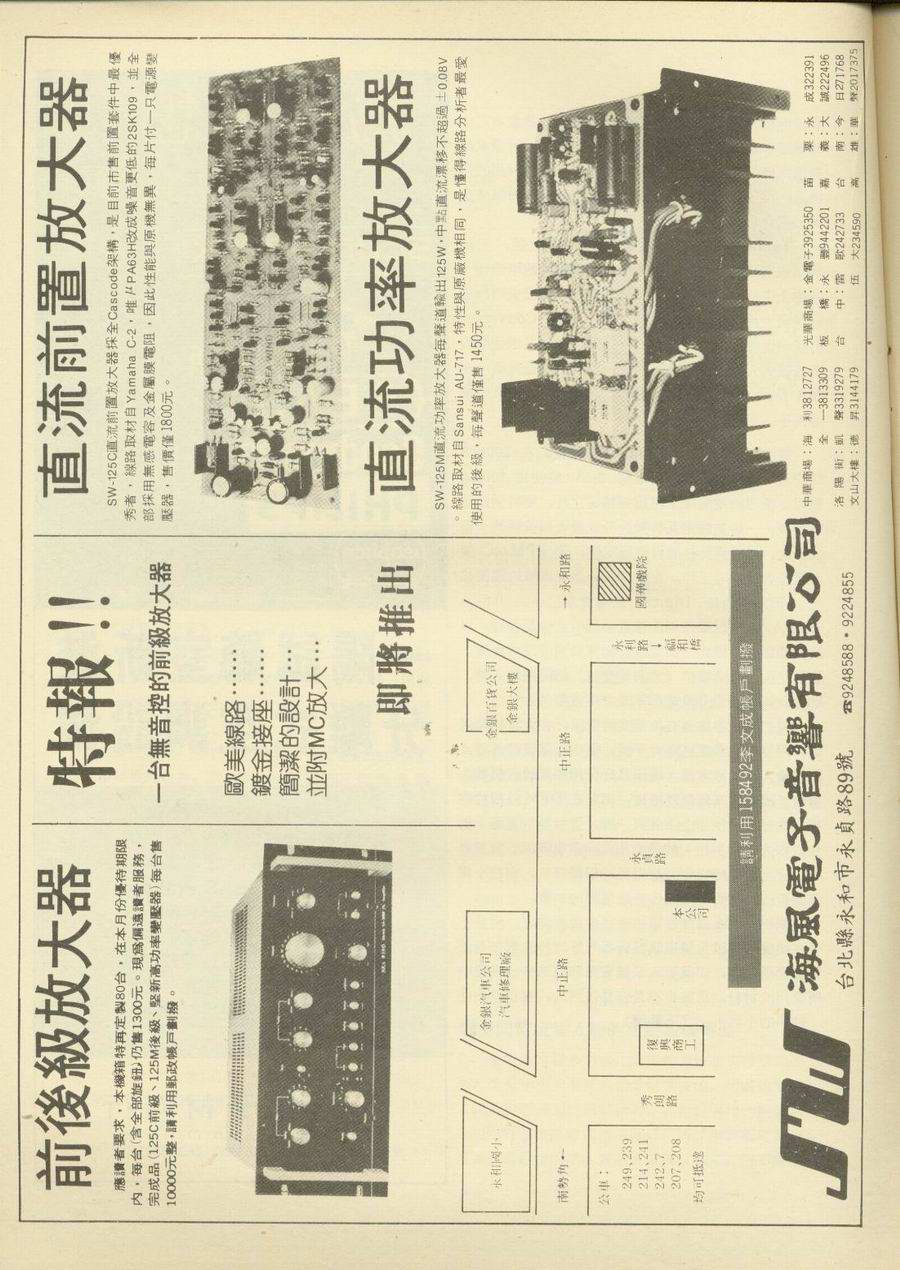 前後級放大器
應讀者要求，本機箱特再定製80台，在本月份優待期限
內，每台(含全部旋鈕)仍售1300元。現為偏遠讀者服務，
完成品(125C前級、125M後級、堅新高功率變壓器)每台售
10000元整，請利用郵政帳戶劃撥。
特報!!
一台無音控的前級放大器
歐美線路……
鍍金接座……
簡潔的設計…
並附MC放大…
即將推出
直流前置放大器
SW-125C直流前置放大器採全Cascode架構，是目前市售前置套件中最優
秀者，線路取材自Yamaha C-2，唯μPA63H改成噪音更低的2SK109，並全
部採用無感電容及金屬膜電阻，因此性能與原機無異，每片付一只電源變
壓器，售價僅1800元。
直流功率放大器
SW-125M直流功率放大器每聲道輸出125W，中點直流漂移不超過±0.08V
。線路取材自Sansui AU-717，特性與原廠機相同，是懂得線路分析者最愛
使用的後級，每聲道僅售1450元。
永和國小
金銀汽車公司
汽車修理廠
金銀百貨公司
金銀大樓
南勢角←
中正路
中正路
→永和路
公車：
249、239
214、241
242、7
207、208
均可抵達
秀朗路
復興
商工
永貞路
本公司
永利路
↓
福和橋
國華戲院
請利用158492李文成帳戶劃撥
海風電子音響有限公司
台北縣永和市永貞路89號 ☎9248588・9224855
中華商場：海 利3812727
全 一3813309
洛陽街：凱 聲3319279
文山大樓：德 昇3144179
光華商場：金電子3925350
板 橋：永 豐9442201
台 中：雷 歐242733
伍 大234590
苗 栗：永 成322391
嘉 義：大 誠222496
台 南：今 日271768
高 雄：華 聲2017375